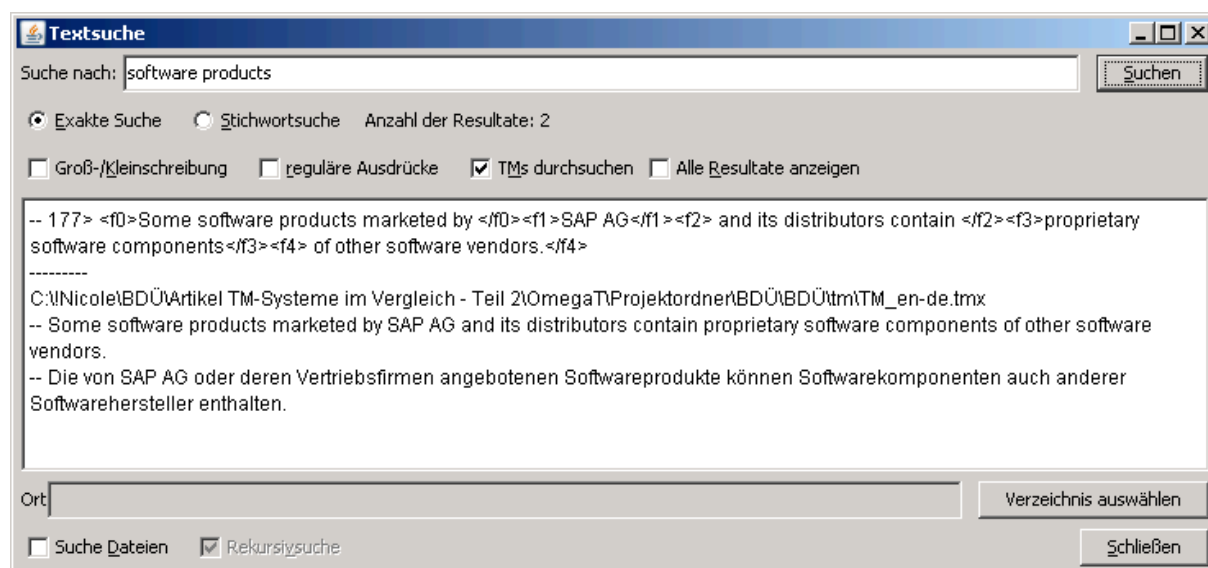 Textsuche
Suche nach: software products Suchen
Exakte Suche Stichwortsuche Anzahl der Resultate: 2
Groß-/Kleinschreibung reguläre Ausdrücke TMs durchsuchen Alle Resultate anzeigen
-- 177> <f0>Some software products marketed by </f0><f1>SAP AG</f1><f2> and its distributors contain </f2><f3>proprietary
software components</f3><f4> of other software vendors.</f4>
---------
C:\!Nicole\BDÜ\Artikel TM-Systeme im Vergleich - Teil 2\OmegaT\Projektordner\BDÜ\BDÜ\tm\TM_en-de.tmx
-- Some software products marketed by SAP AG and its distributors contain proprietary software components of other software
vendors.
-- Die von SAP AG oder deren Vertriebsfirmen angebotenen Softwareprodukte können Softwarekomponenten auch anderer
Softwarehersteller enthalten.
Ort Verzeichnis auswählen
Suche Dateien Rekursivsuche Schließen